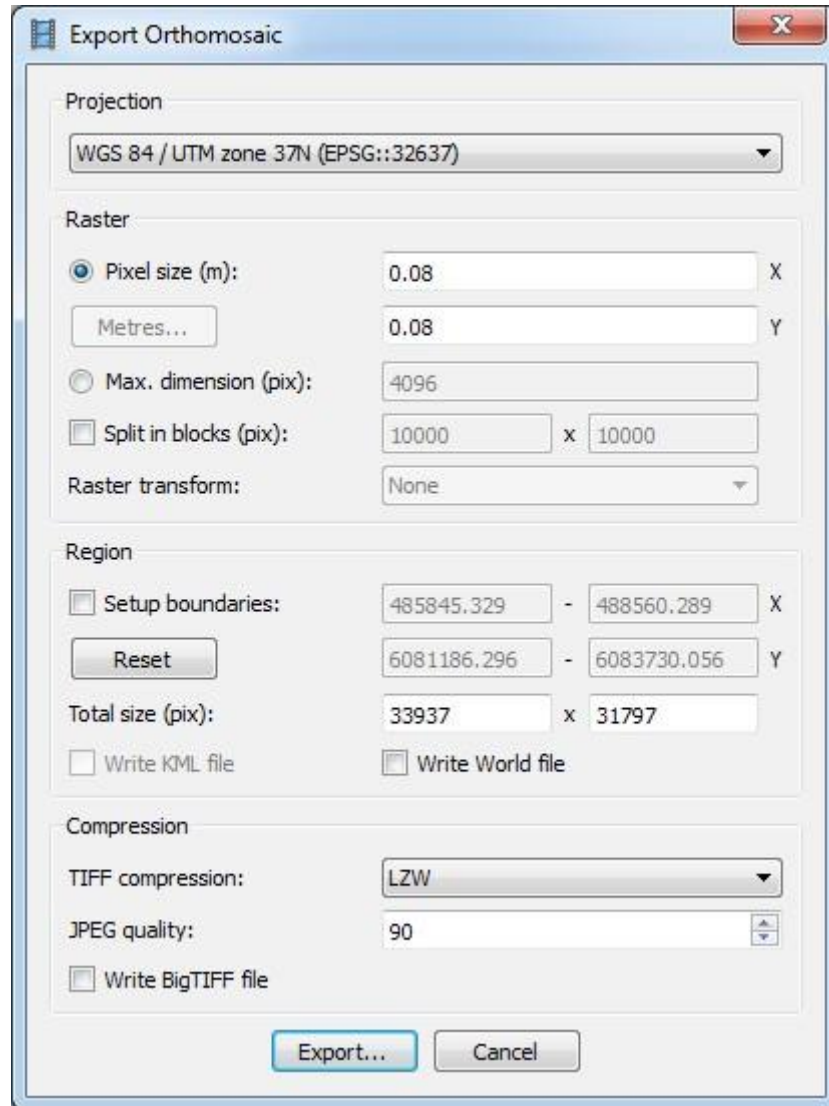 Export Orthomosaic
Projection
WGS 84 / UTM zone 37N (EPSG::32637)
Raster
Pixel size (m): 0.08 X
Metres... 0.08 Y
Max. dimension (pix): 4096
Split in blocks (pix): 10000 x 10000
Raster transform: None
Region
Setup boundaries: 485845.329 - 488560.289 X
Reset 6081186.296 - 6083730.056 Y
Total size (pix): 33937 x 31797
Write KML file Write World file
Compression
TIFF compression: LZW
JPEG quality: 90
Write BigTIFF file
Export... Cancel